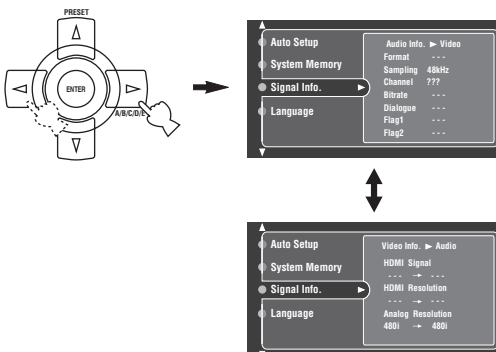 PRESET
ENTER
A/B/C/D/E
Auto Setup
System Memory
Signal Info.
Language
Audio Info. ► Video
Format - - -
Sampling 48kHz
Channel ???
Bitrate - - -
Dialogue - - -
Flag1 - - -
Flag2 - - -
Auto Setup
System Memory
Signal Info.
Language
Video Info. ► Audio
HDMI Signal
- - - → - - -
HDMI Resolution
- - - → - - -
Analog Resolution
480i → 480i